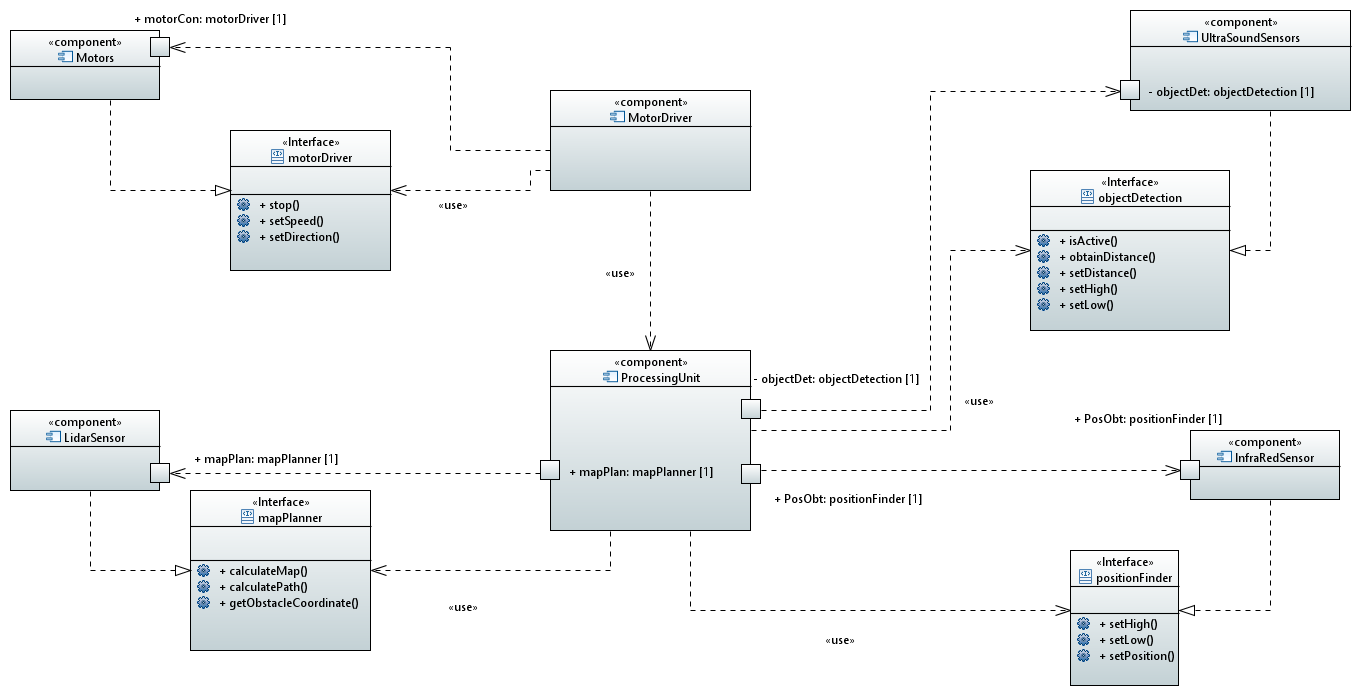 + motorCon: motorDriver [1]
«component»
Motors
«component»
UltraSoundSensors
- objectDet: objectDetection [1]
«component»
MotorDriver
«Interface»
motorDriver
+ stop()
+ setSpeed()
+ setDirection()
«use»
«Interface»
objectDetection
+ isActive()
+ obtainDistance()
+ setDistance()
+ setHigh()
+ setLow()
«use»
«component»
ProcessingUnit
- objectDet: objectDetection [1]
«use»
+ mapPlan: mapPlanner [1]
+ PosObt: positionFinder [1]
«component»
LidarSensor
+ mapPlan: mapPlanner [1]
+ PosObt: positionFinder [1]
«component»
InfraRedSensor
«Interface»
mapPlanner
+ calculateMap()
+ calculatePath()
+ getObstacleCoordinate()
«use»
«Interface»
positionFinder
+ setHigh()
+ setLow()
+ setPosition()
«use»